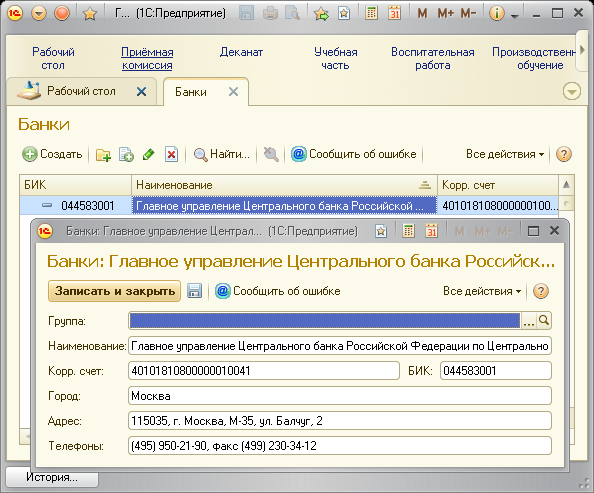 Г... (1С:Предприятие)
M M+ M-
Рабочий стол
Приёмная комиссия
Деканат
Учебная часть
Воспитательная работа
Производственн обучение
Рабочий стол
Банки
Банки
Создать
Найти...
Сообщить об ошибке
Все действия
БИК
Наименование
Корр. счет
044583001
Главное управление Центрального банка Российской ...
401018108000000100...
Банки: Главное управление Централ... (1С:Предприятие)
M M+ M-
Банки: Главное управление Центрального банка Российск...
Записать и закрыть
Сообщить об ошибке
Все действия
Группа:
Наименование: Главное управление Центрального банка Российской Федерации по Центрально
Корр. счет: 40101810800000010041 БИК: 044583001
Город: Москва
Адрес: 115035, г. Москва, М-35, ул. Балчуг, 2
Телефоны: (495) 950-21-90, факс (499) 230-34-12
История...